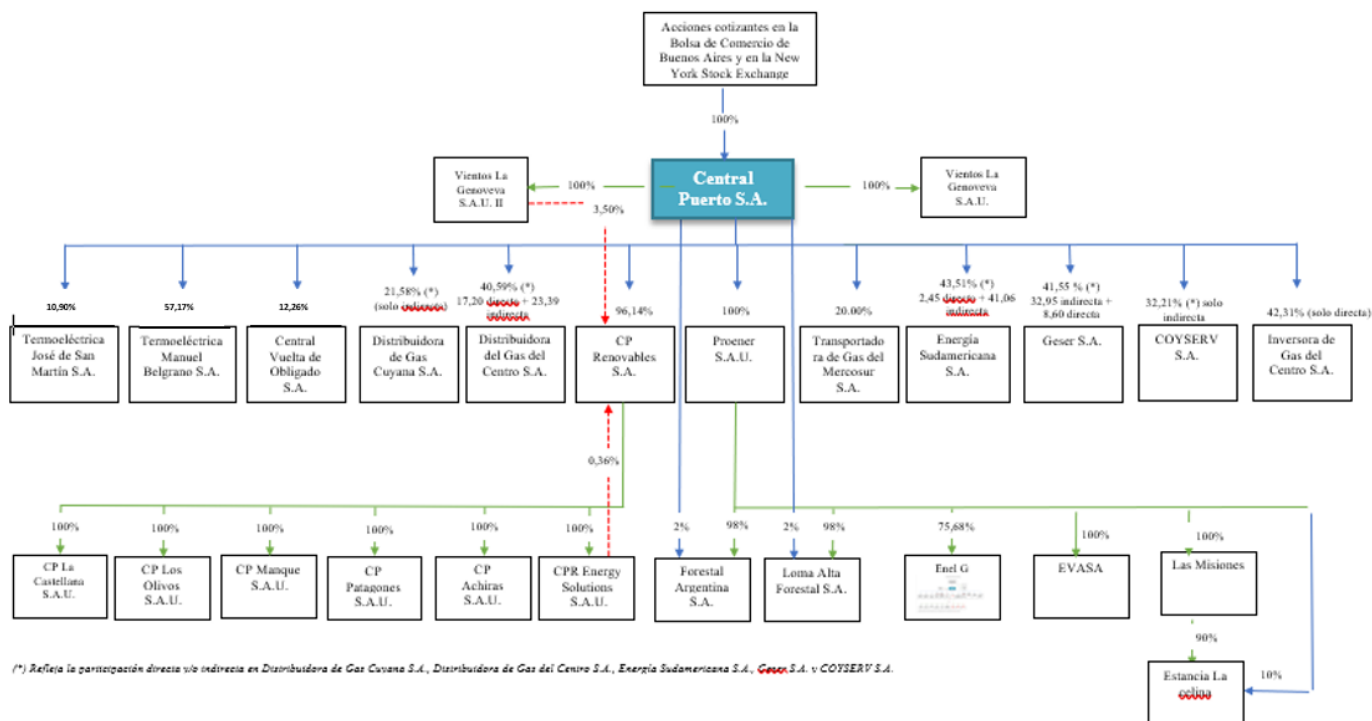 Acciones cotizantes en la
Bolsa de Comercio de
Buenos Aires y en la New
York Stock Exchange
100%
Vientos La
Genoveva
S.A.U. II
100%
3,50%
Central
Puerto S.A.
100%
Vientos La
Genoveva
S.A.U.
10,90%
Termoeléctrica
José de San
Martín S.A.
57,17%
Termoeléctrica
Manuel
Belgrano S.A.
12,26%
Central
Vuelta de
Obligado
S.A.
21,58% (*)
(solo indirecta)
Distribuidora
de Gas
Cuyana S.A.
40,59% (*)
17,20 directo + 23,39
indirecta
Distribuidora
del Gas del
Centro S.A.
96,14%
CP
Renovables
S.A.
100%
Proener
S.A.U.
20.00%
Transportado
ra de Gas del
Mercosur
S.A.
43,51% (*)
2,45 directo + 41,06
indirecta
Energía
Sudamericana
S.A.
41,55 % (*)
32,95 indirecta +
8,60 directa
Geser S.A.
32,21% (*) solo
indirecta
COYSERV
S.A.
42,31% (solo directa)
Inversora de
Gas del
Centro S.A.
0,36%
100%
CP La
Castellana
S.A.U.
100%
CP Los
Olivos
S.A.U.
100%
CP Manque
S.A.U.
100%
CP
Patagones
S.A.U.
100%
CP
Achiras
S.A.U.
100%
CPR Energy
Solutions
S.A.U.
2%
98%
Forestal
Argentina
S.A.
2%
98%
Loma Alta
Forestal S.A.
75,68%
Enel G
100%
EVASA
100%
Las Misiones
90%
10%
Estancia La
celina
(*) Refleja la participación directa y/o indirecta en Distribuidora de Gas Cuyana S.A., Distribuidora de Gas del Centro S.A., Energía Sudamericana S.A., Geser S.A. y COYSERV S.A.